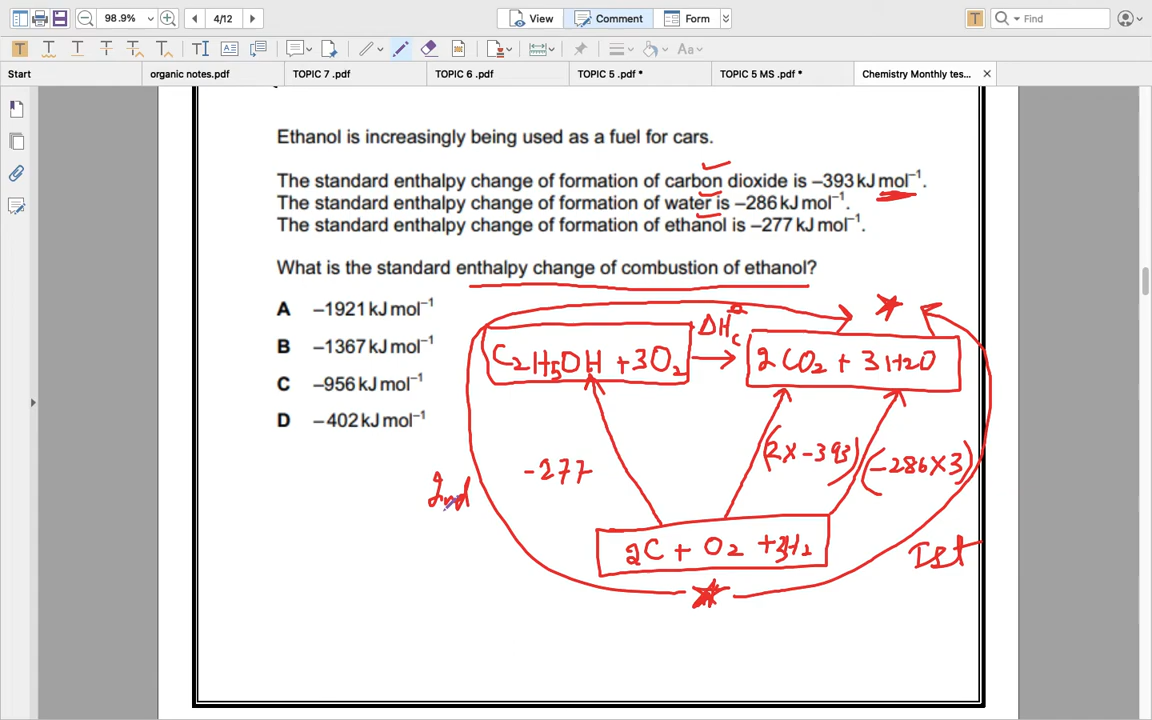 98.9% 4/12 View Comment Form Find
Start organic notes.pdf TOPIC 7 .pdf TOPIC 6 .pdf TOPIC 5 .pdf * TOPIC 5 MS .pdf * Chemistry Monthly tes...
Ethanol is increasingly being used as a fuel for cars.
The standard enthalpy change of formation of carbon dioxide is –393 kJ mol⁻¹.
The standard enthalpy change of formation of water is –286 kJ mol⁻¹.
The standard enthalpy change of formation of ethanol is –277 kJ mol⁻¹.
What is the standard enthalpy change of combustion of ethanol?
A –1921 kJ mol⁻¹
B –1367 kJ mol⁻¹
C –956 kJ mol⁻¹
D –402 kJ mol⁻¹
ΔH꜀°
C₂H₅OH + 3O₂ → 2CO₂ + 3H2O
-277 (2x-393) (-286x3)
2nd
2C + O₂ + 3H₂
Ist